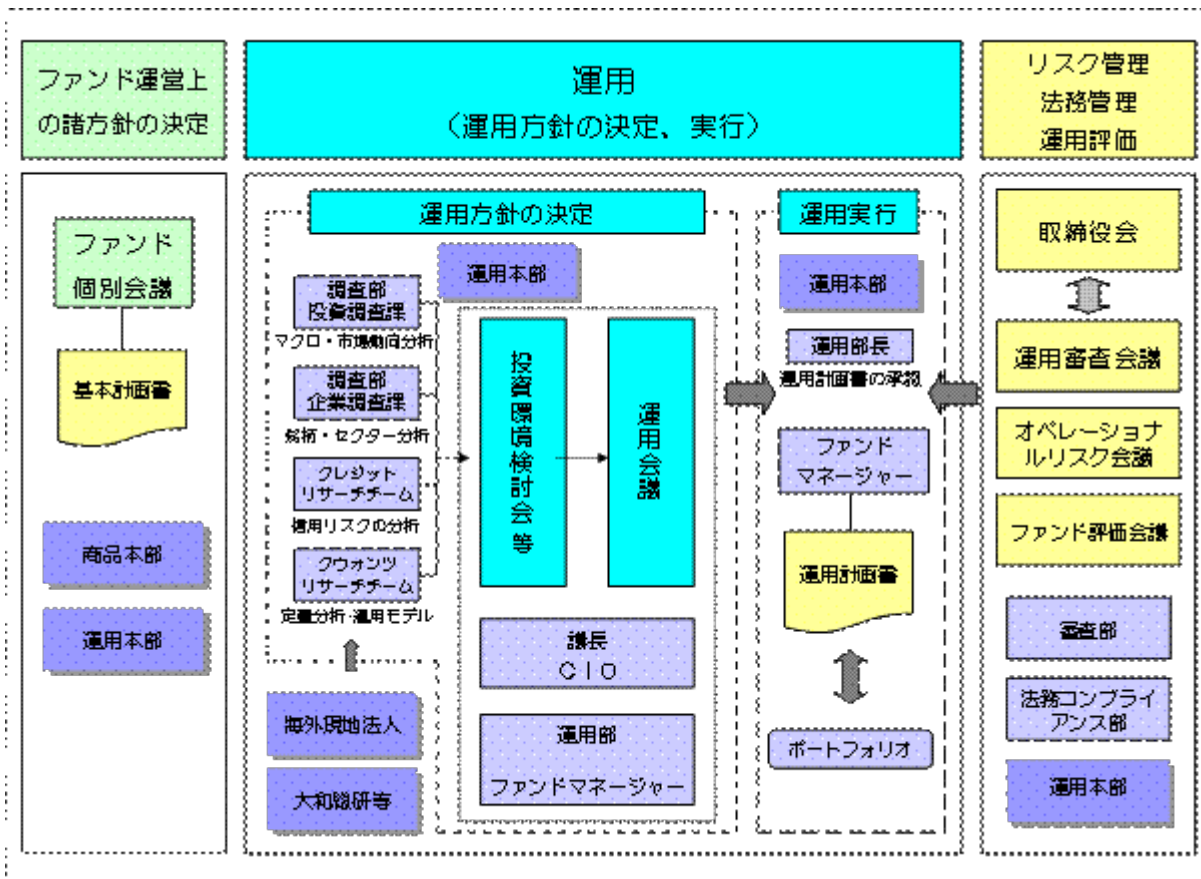 ファンド運営上
の諸方針の決定
ファンド
個別会議
基本計画書
商品本部
運用本部
運用
（運用方針の決定、実行）
運用方針の決定
運用本部
調査部
投資調査課
マクロ・市場動向分析
調査部
企業調査課
銘柄・セクター分析
クレジット
リサーチチーム
信用リスクの分析
クウォンツ
リサーチチーム
定量分析・運用モデル
海外現地法人
大和総研等
投資環境検討会等
運用会議
議長
ＣＩＯ
運用部
ファンドマネージャー
運用実行
運用本部
運用部長
運用計画書の承認
ファンド
マネージャー
運用計画書
ポートフォリオ
リスク管理
法務管理
運用評価
取締役会
運用審査会議
オペレーショナ
ルリスク会議
ファンド評価会議
審査部
法務コンプライ
アンス部
運用本部